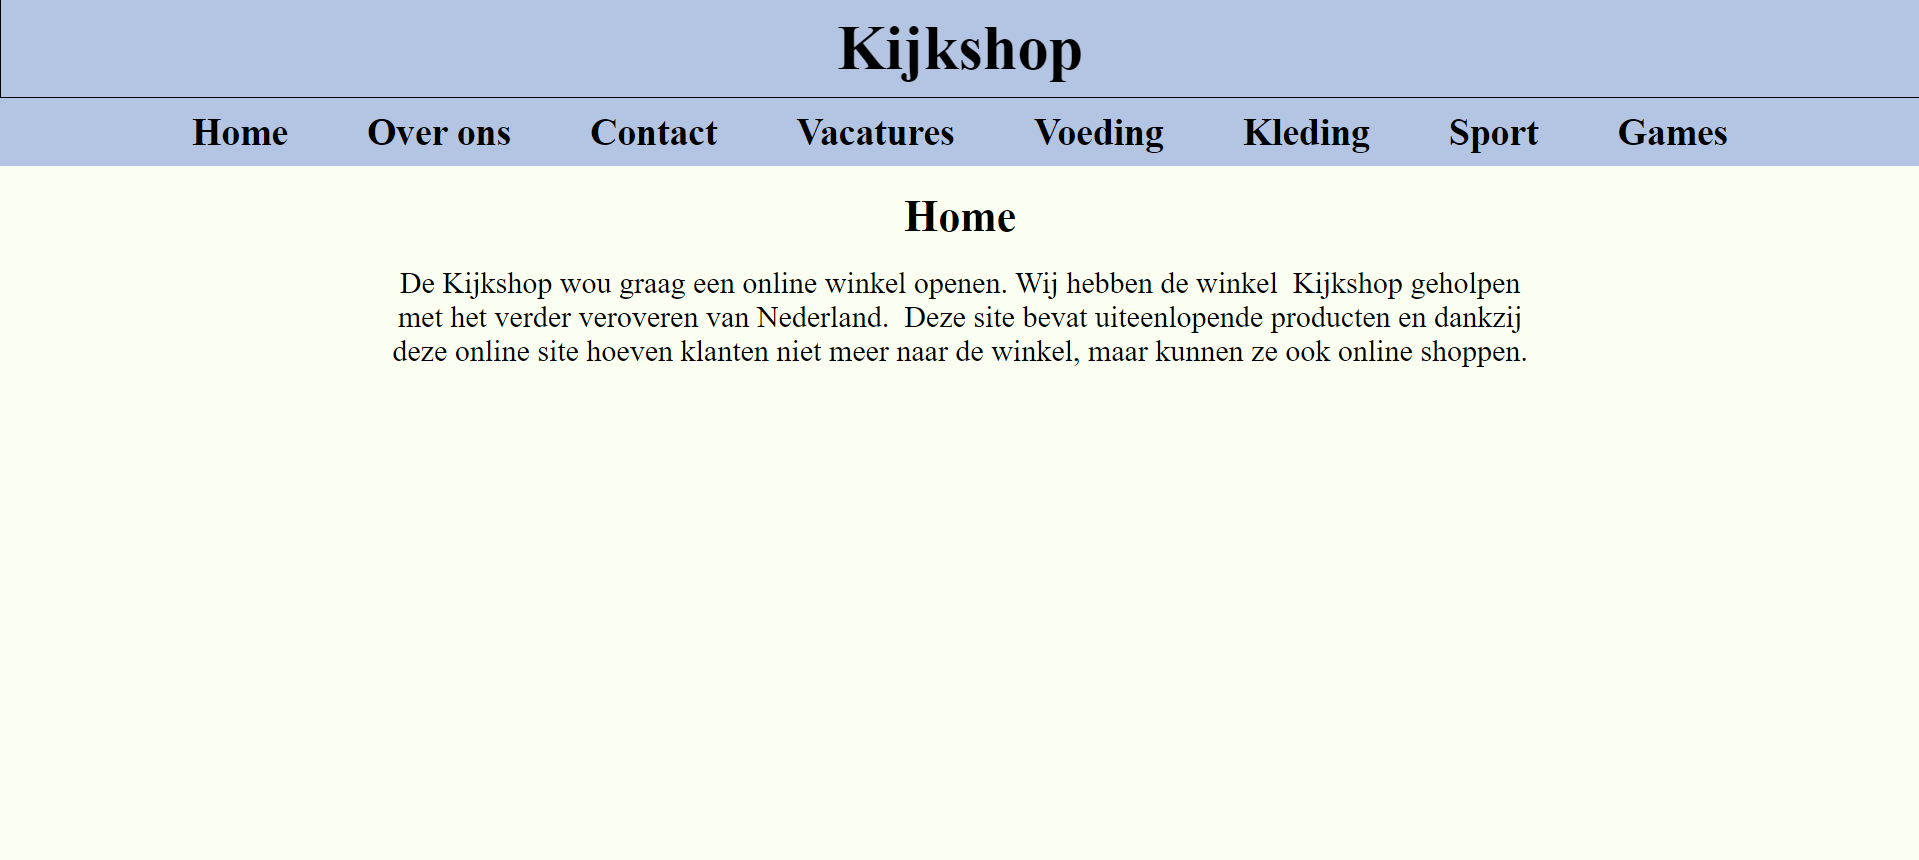 Kijkshop
Home Over ons Contact Vacatures Voeding Kleding Sport Games
Home
De Kijkshop wou graag een online winkel openen. Wij hebben de winkel  Kijkshop geholpen
met het verder veroveren van Nederland.  Deze site bevat uiteenlopende producten en dankzij
deze online site hoeven klanten niet meer naar de winkel, maar kunnen ze ook online shoppen.